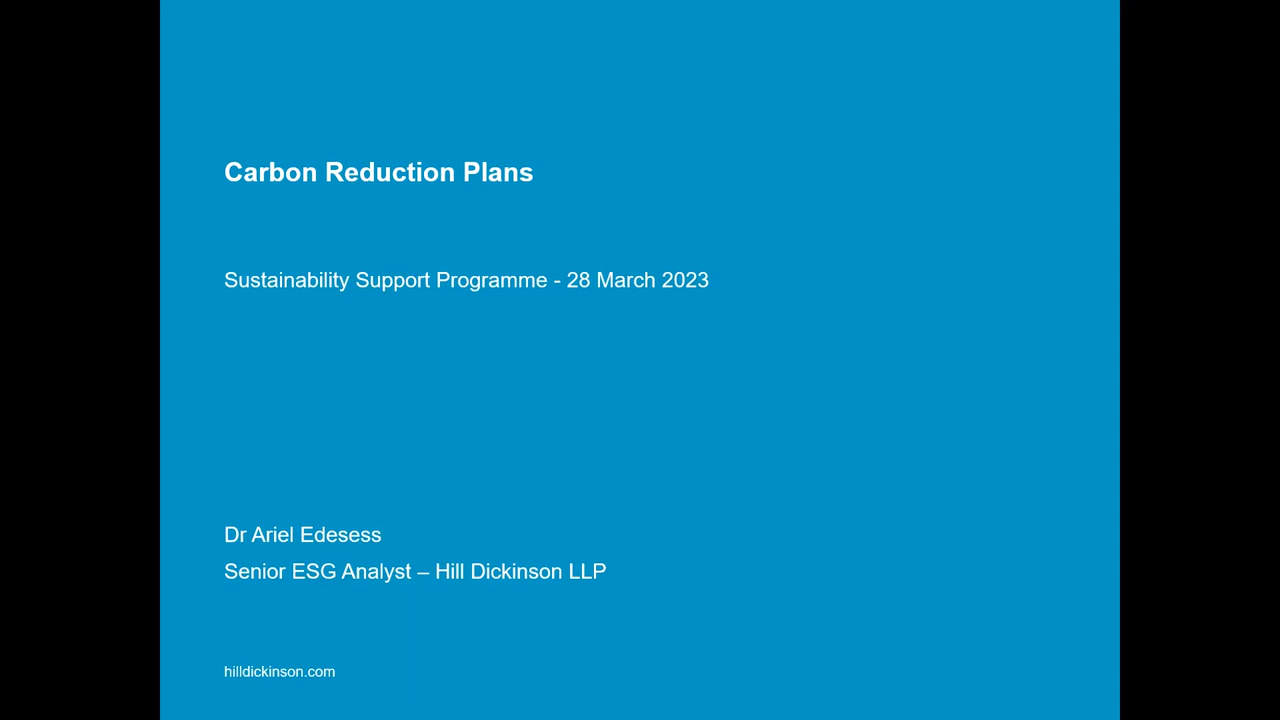 Carbon Reduction Plans
Sustainability Support Programme - 28 March 2023
Dr Ariel Edesess
Senior ESG Analyst – Hill Dickinson LLP
hilldickinson.com